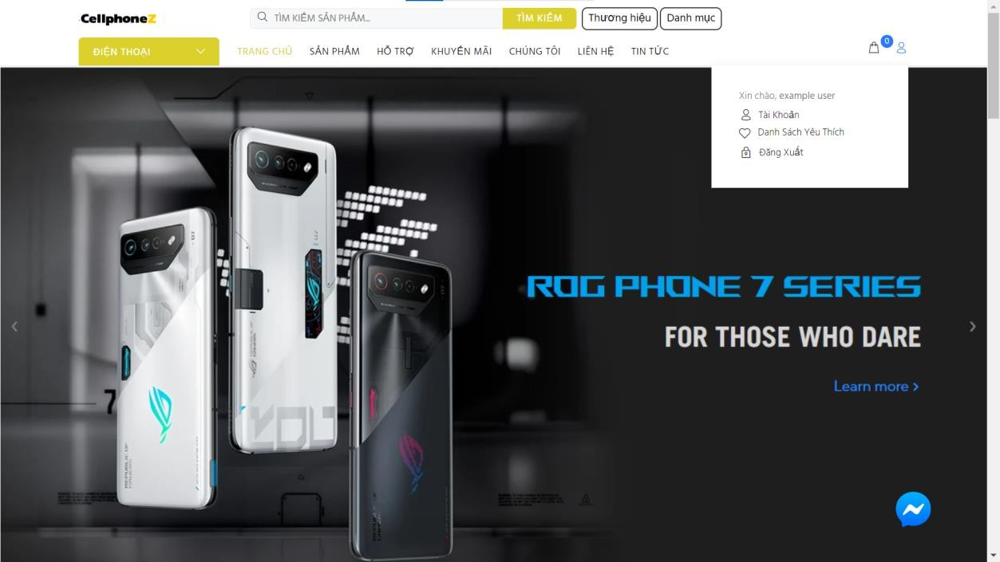 CellphoneZ
TÌM KIẾM SẢN PHẨM...
TÌM KIẾM
Thương hiệu
Danh mục
ĐIỆN THOẠI
TRANG CHỦ
SẢN PHẨM
HỖ TRỢ
KHUYẾN MÃI
CHÚNG TÔI
LIÊN HỆ
TIN TỨC
0
Xin chào, example user
Tài Khoản
Danh Sách Yêu Thích
Đăng Xuất
ROG PHONE 7 SERIES
FOR THOSE WHO DARE
Learn more >